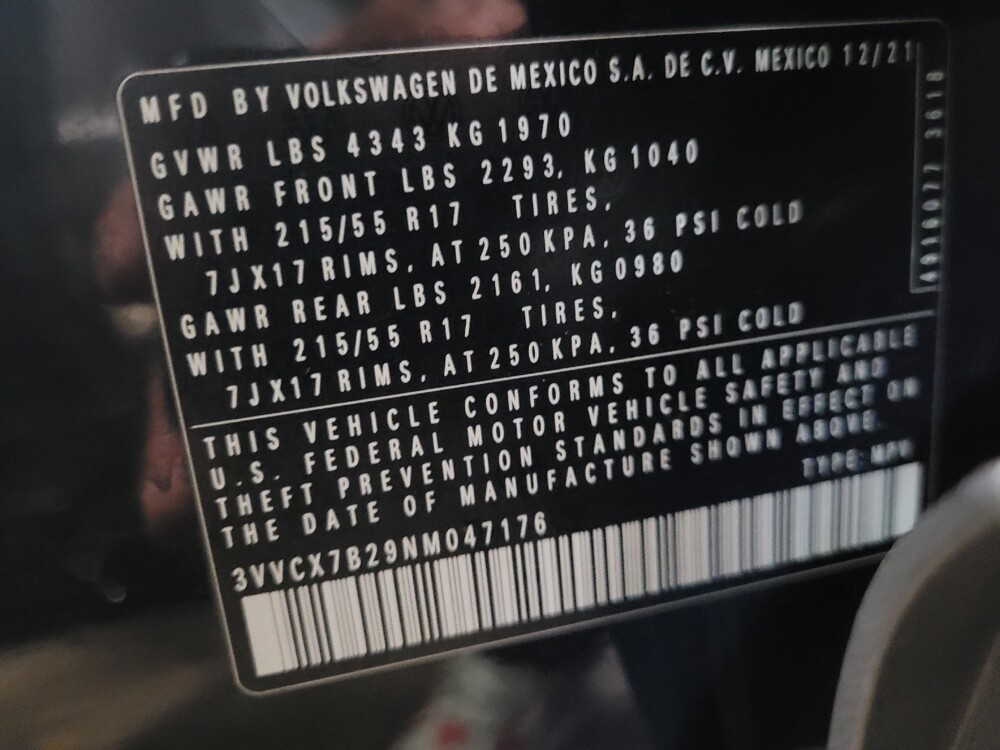 MFD BY VOLKSWAGEN DE MEXICO S.A. DE C.V. MEXICO 12/21
GVWR LBS 4343 KG 1970
GAWR FRONT LBS 2293, KG 1040
WITH 215/55 R17 TIRES,
7JX17 RIMS, AT 250 KPA, 36 PSI COLD
GAWR REAR LBS 2161, KG 0980
WITH 215/55 R17 TIRES,
7JX17 RIMS, AT 250 KPA, 36 PSI COLD
THIS VEHICLE CONFORMS TO ALL APPLICABLE
U.S. FEDERAL MOTOR VEHICLE SAFETY AND
THEFT PREVENTION STANDARDS IN EFFECT ON
THE DATE OF MANUFACTURE SHOWN ABOVE.
TYPE: MPV
3VVCX7B29NM047176